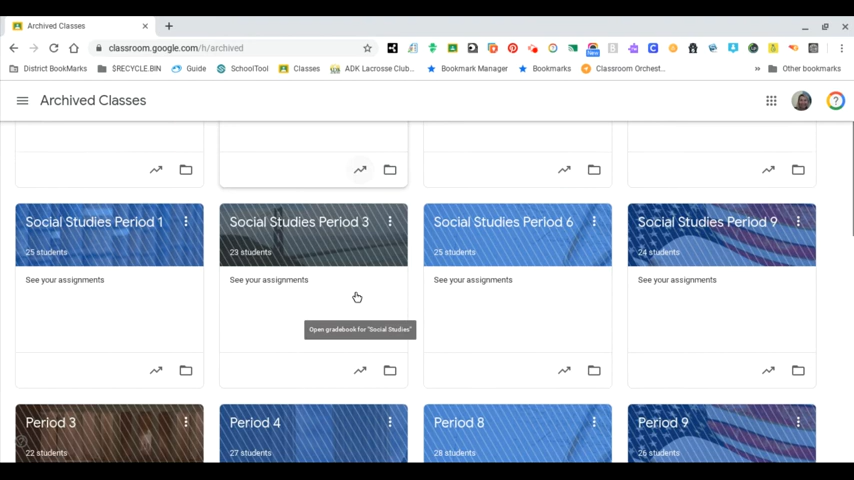 Archived Classes
classroom.google.com/h/archived
New
District BookMarks
$RECYCLE.BIN
Guide
SchoolTool
Classes
ADK Lacrosse Club...
Bookmark Manager
Bookmarks
Classroom Orchest...
»
Other bookmarks
Archived Classes
Social Studies Period 1
25 students
See your assignments
Social Studies Period 3
23 students
See your assignments
Social Studies Period 6
25 students
See your assignments
Social Studies Period 9
24 students
See your assignments
Open gradebook for "Social Studies"
Period 3
22 students
Period 4
27 students
Period 8
28 students
Period 9
26 students